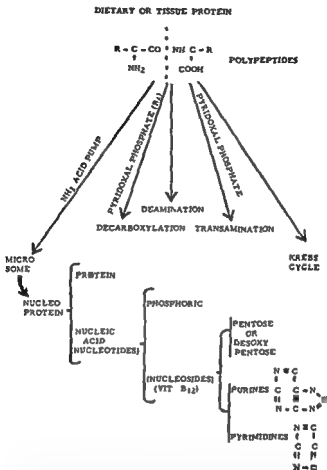 DIETARY OR TISSUE PROTEIN
R - C - CO NH C - R
NH2 COOH
POLYPEPTIDES
NH2 ACID PUMP
PYRIDOXAL PHOSPHATE (B6)
PYRIDOXAL PHOSPHATE
DEAMINATION
DECARBOXYLATION TRANSAMINATION
MICRO
SOME
KREBS
CYCLE
NUCLEO
PROTEIN
PROTEIN
NUCLEIC
ACID
NUCLEOTIDES)
PHOSPHORIC
(NUCLEOSIDES)
(VIT B12)
PENTOSE
OR
DESOXY
PENTOSE
PURINES
PYRIMIDINES
N = C
C C - N
N - C - N
N = C
C C
N - C